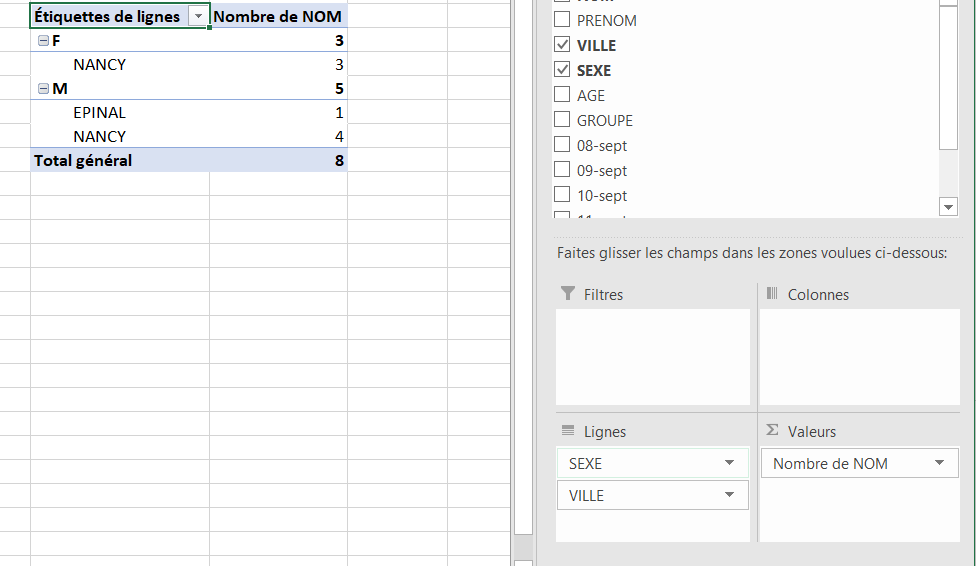 Étiquettes de lignes Nombre de NOM
F 3
NANCY 3
M 5
EPINAL 1
NANCY 4
Total général 8
PRENOM
VILLE
SEXE
AGE
GROUPE
08-sept
09-sept
10-sept
Faites glisser les champs dans les zones voulues ci-dessous:
Filtres
Colonnes
Lignes
Σ Valeurs
SEXE
Nombre de NOM
VILLE